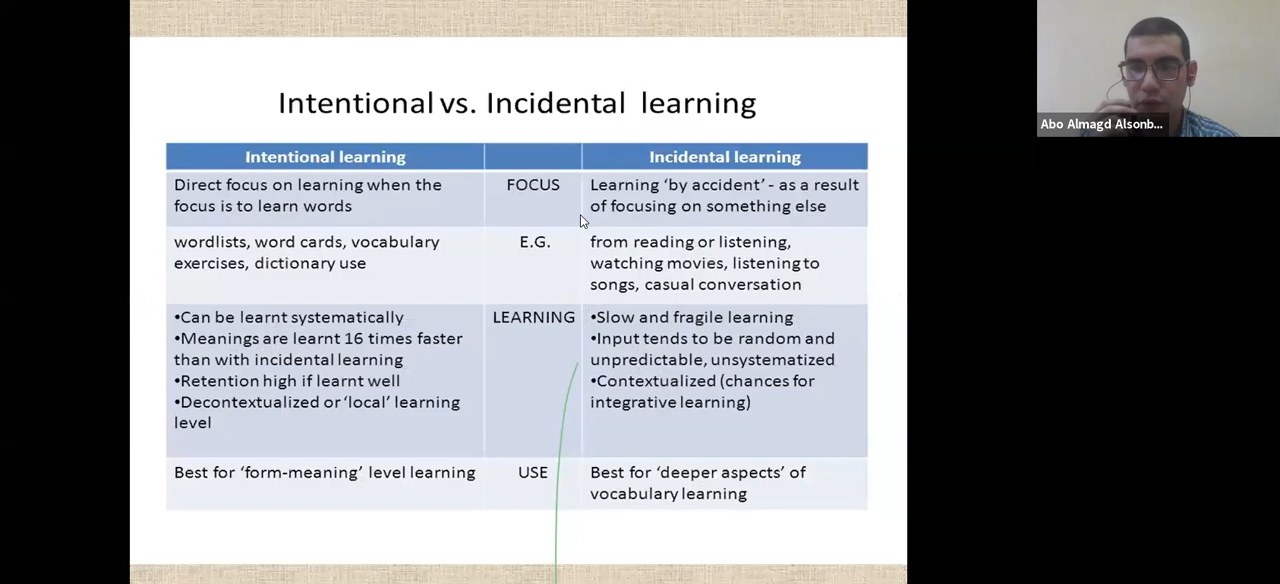 Intentional vs. Incidental learning
Intentional learning
Incidental learning
Direct focus on learning when the
focus is to learn words
FOCUS
Learning ‘by accident’ - as a result
of focusing on something else
wordlists, word cards, vocabulary
exercises, dictionary use
E.G.
from reading or listening,
watching movies, listening to
songs, casual conversation
•Can be learnt systematically
•Meanings are learnt 16 times faster
than with incidental learning
•Retention high if learnt well
•Decontextualized or ‘local’ learning
level
LEARNING
•Slow and fragile learning
•Input tends to be random and
unpredictable, unsystematized
•Contextualized (chances for
integrative learning)
Best for ‘form-meaning’ level learning
USE
Best for ‘deeper aspects’ of
vocabulary learning
Abo Almagd Alsonb...